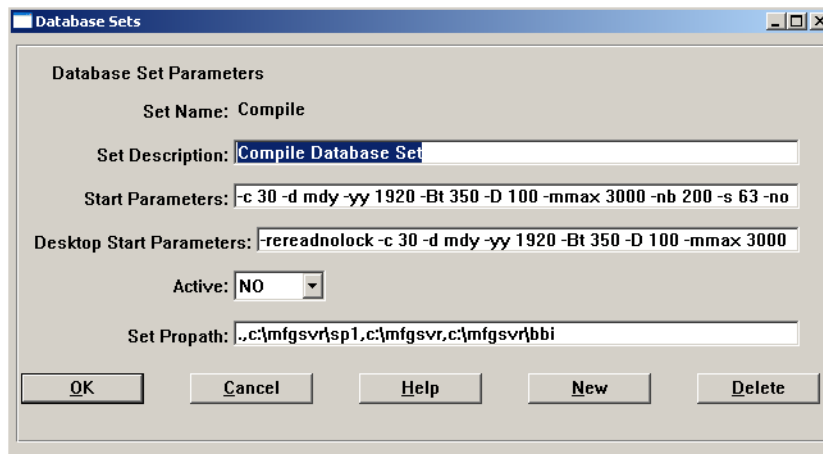 Database Sets
Database Set Parameters
Set Name: Compile
Set Description: Compile Database Set
Start Parameters: -c 30 -d mdy -yy 1920 -Bt 350 -D 100 -mmax 3000 -nb 200 -s 63 -no
Desktop Start Parameters: -rereadnolock -c 30 -d mdy -yy 1920 -Bt 350 -D 100 -mmax 3000
Active: NO
Set Propath: .,c:\mfgsvr\sp1,c:\mfgsvr,c:\mfgsvr\bbi
OK Cancel Help New Delete